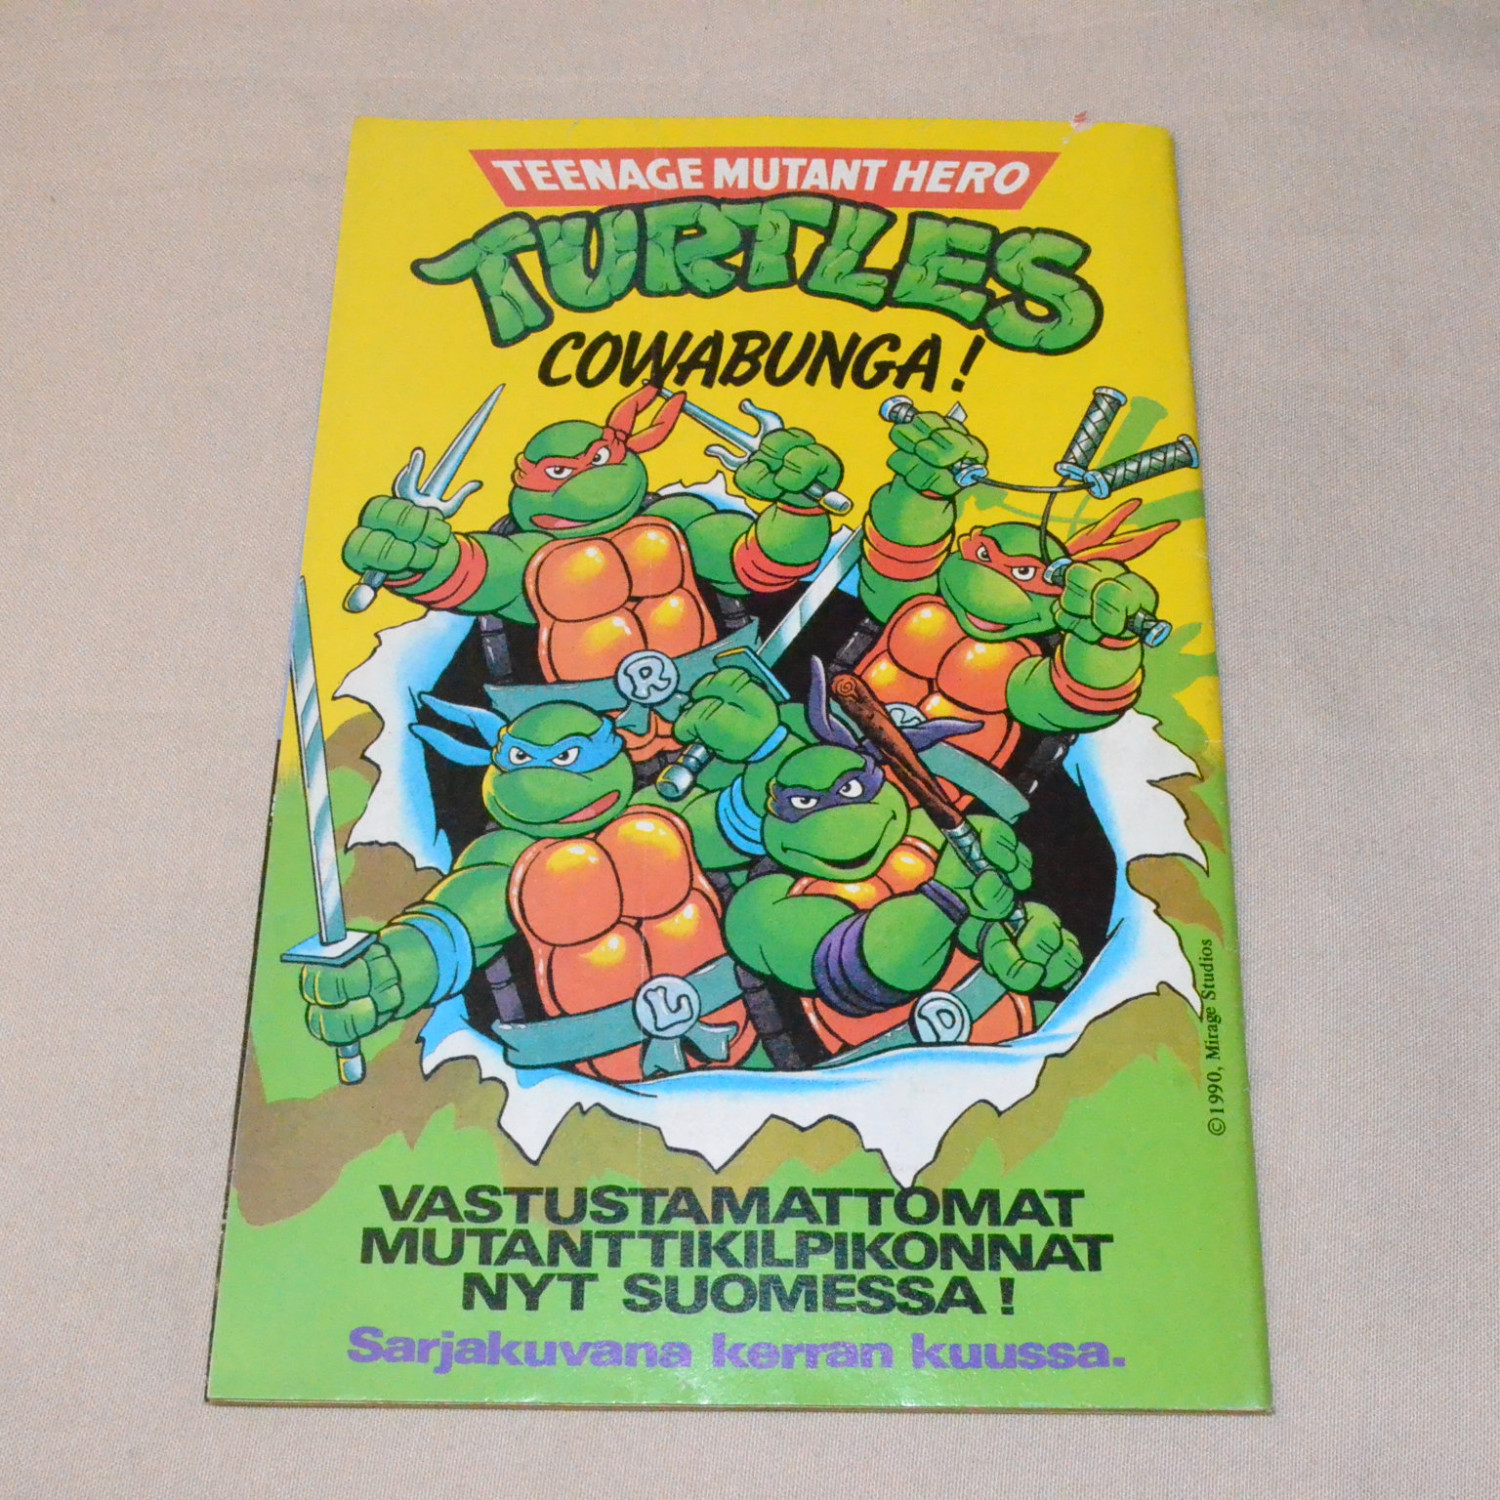 TEENAGE MUTANT HERO
TURTLES
COWABUNGA!
R
L
D
©1990, Mirage Studios
VASTUSTAMATTOMAT
MUTANTTIKILPIKONNAT
NYT SUOMESSA!
Sarjakuvana kerran kuussa.